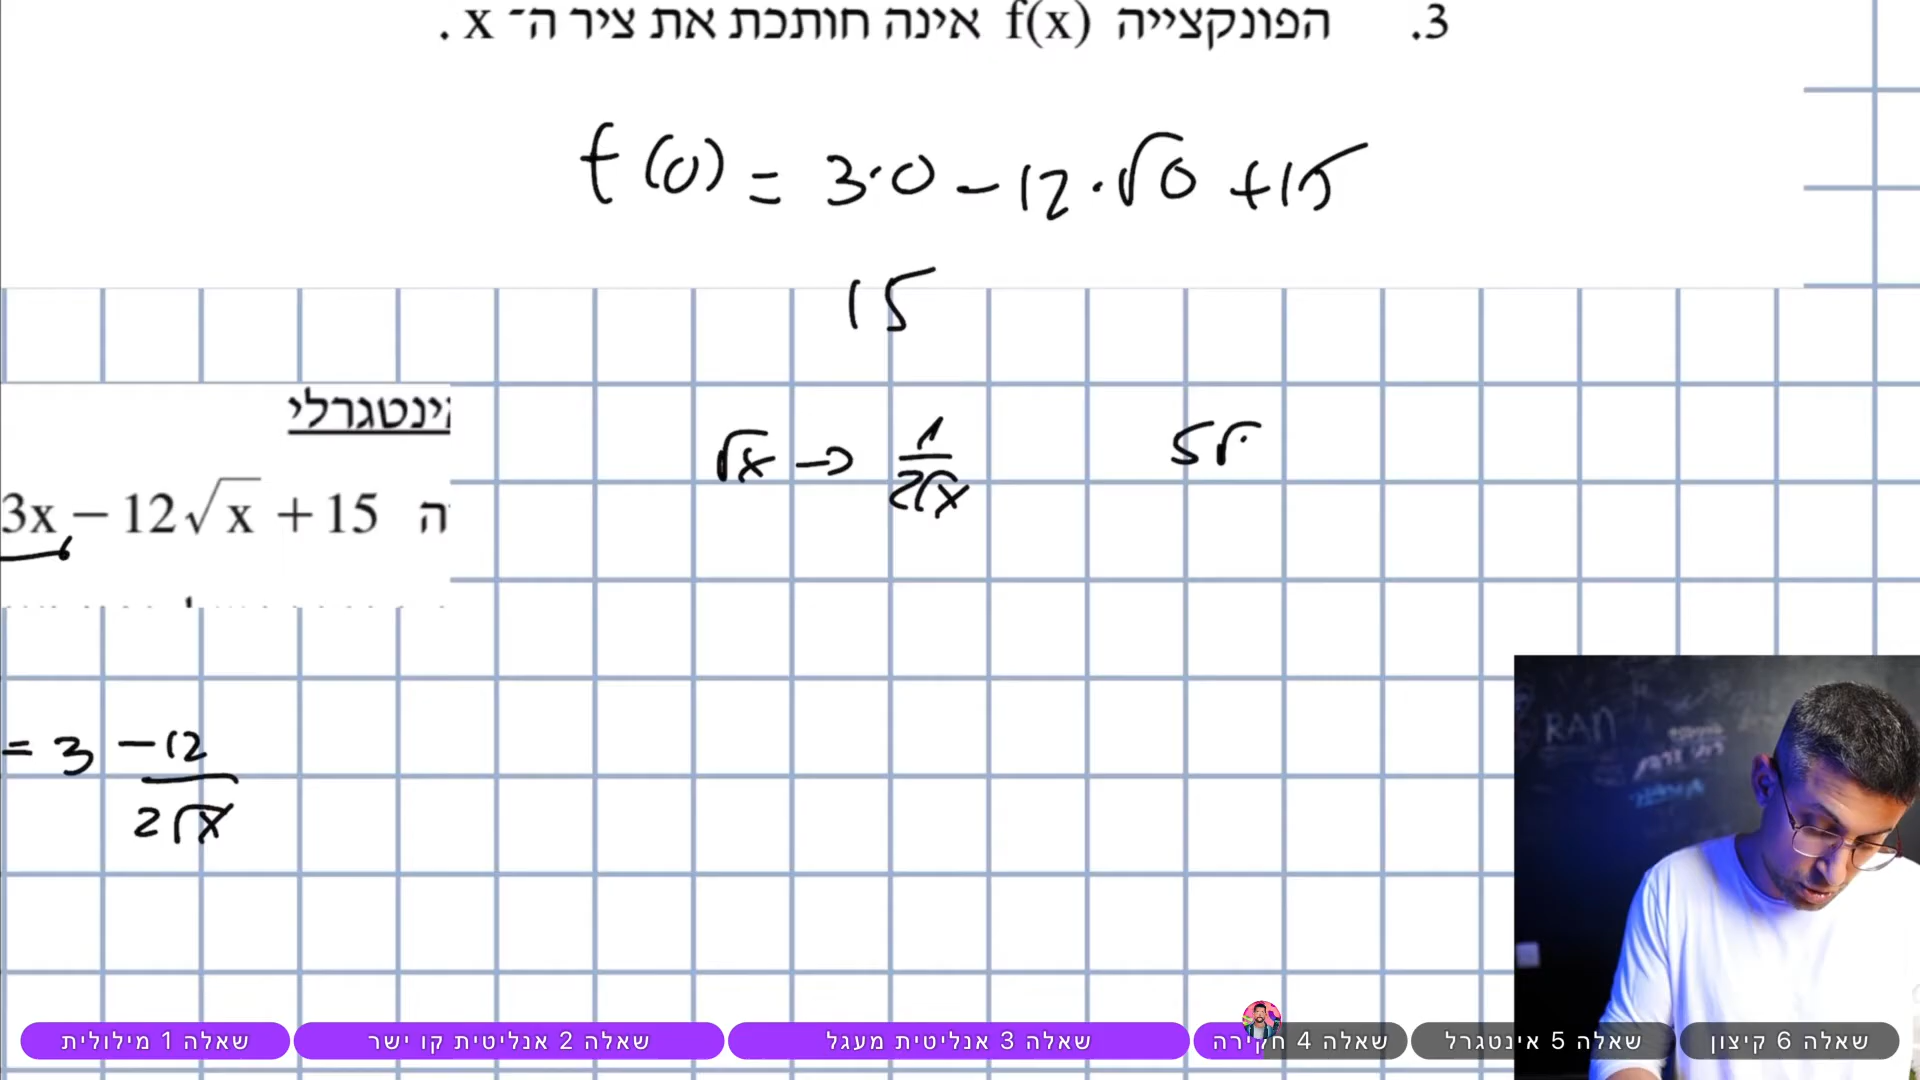 3. הפונקצייה f(x) אינה חותכת את ציר ה־ x .
f(0) = 3·0 − 12·√0 + 15
15
√x → 1/2√x
5√
אינטגרלי
3x − 12√x + 15
= 3 −12/2√x
RAN
שאלה 1 מילולית
שאלה 2 אנליטית קו ישר
שאלה 3 אנליטית מעגל
שאלה 4 חקירה
שאלה 5 אינטגרל
שאלה 6 קיצון